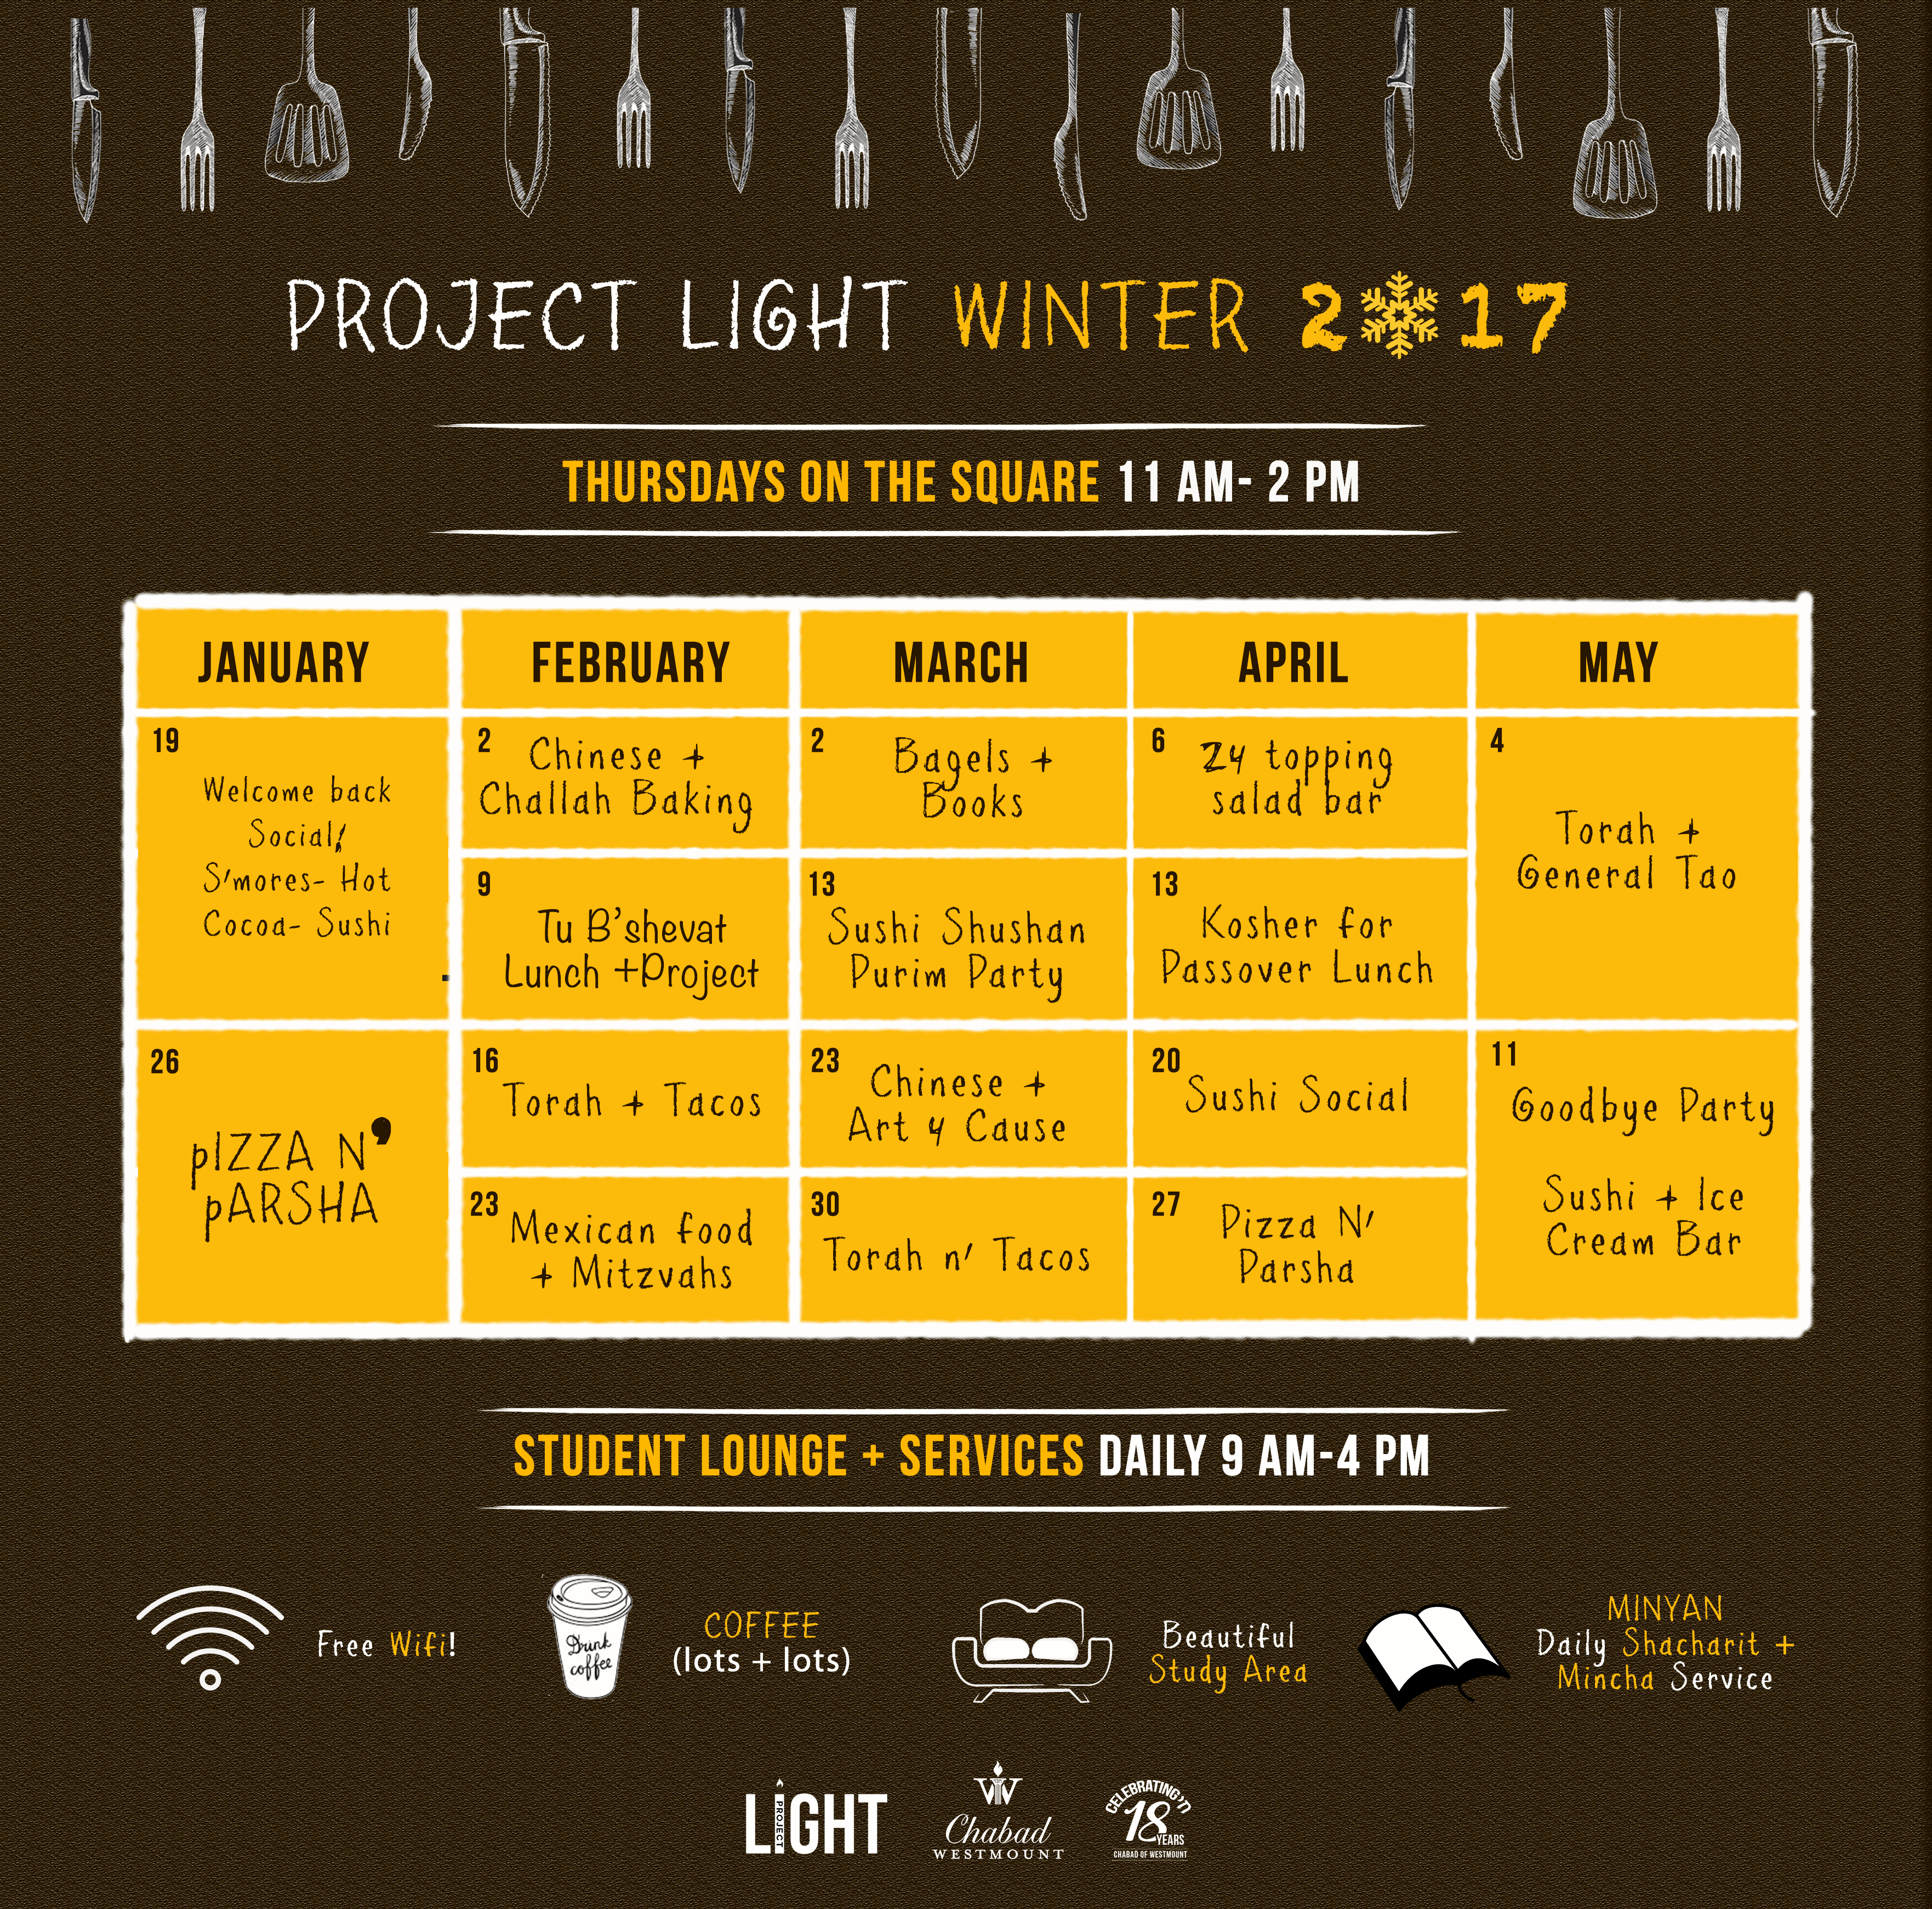 PROJECT LIGHT WINTER 2❄17
THURSDAYS ON THE SQUARE 11 AM- 2 PM
JANUARY
19
Welcome back
Social!
S'mores- Hot
Cocoa- Sushi
26
pIZZA N'
pARSHA
FEBRUARY
2
Chinese +
Challah Baking
9
Tu B'shevat
Lunch +Project
16
Torah + Tacos
23
Mexican food
+ Mitzvahs
MARCH
2
Bagels +
Books
13
Sushi Shushan
Purim Party
23
Chinese +
Art 4 Cause
30
Torah n' Tacos
APRIL
6
24 topping
salad bar
13
Kosher for
Passover Lunch
20
Sushi Social
27
Pizza N'
Parsha
MAY
4
Torah +
General Tao
11
Goodbye Party
Sushi + Ice
Cream Bar
STUDENT LOUNGE + SERVICES DAILY 9 AM-4 PM
Free Wifi!
Drink
coffee
COFFEE
(lots + lots)
Beautiful
Study Area
MINYAN
Daily Shacharit +
Mincha Service
LIGHT
PROJECT
W
Chabad
WESTMOUNT
CELEBRATING
18
YEARS
CHABAD OF WESTMOUNT